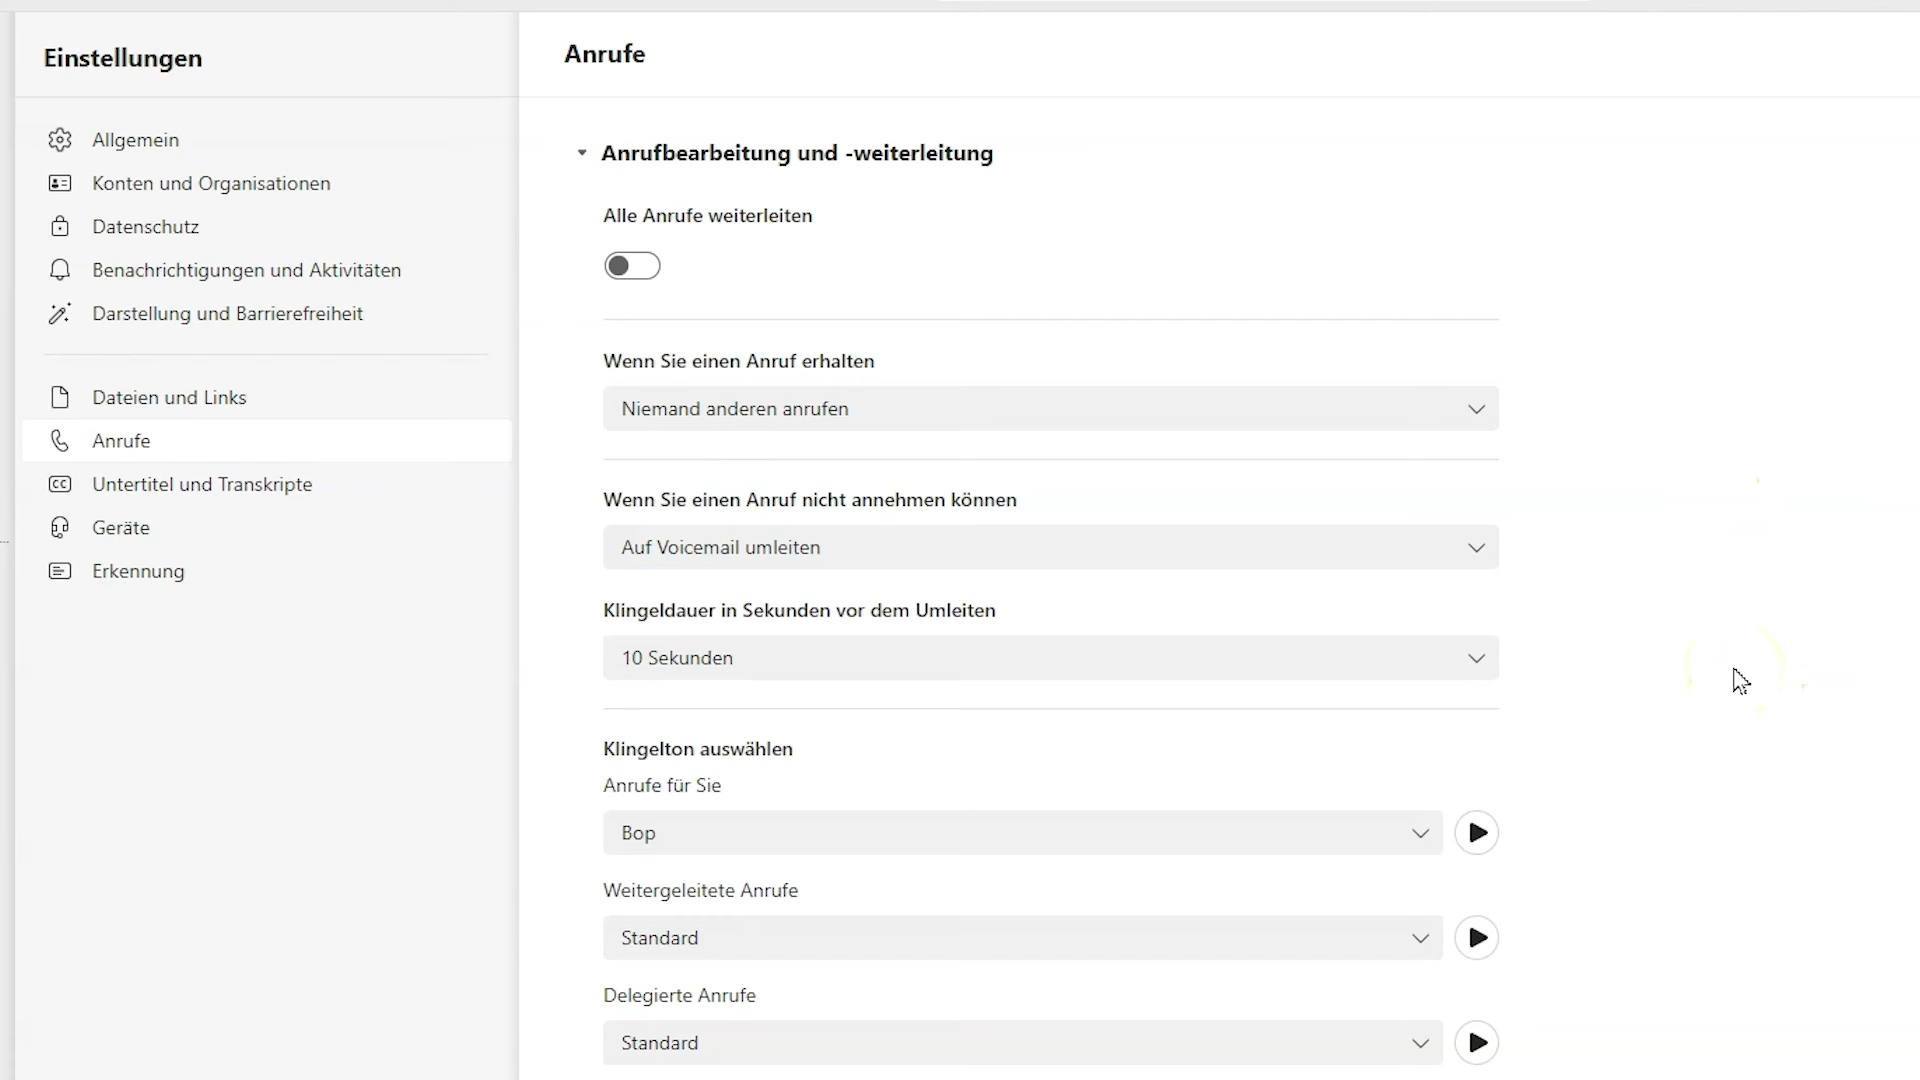 Einstellungen
Allgemein
Konten und Organisationen
Datenschutz
Benachrichtigungen und Aktivitäten
Darstellung und Barrierefreiheit
Dateien und Links
Anrufe
CC
Untertitel und Transkripte
Geräte
Erkennung
Anrufe
Anrufbearbeitung und -weiterleitung
Alle Anrufe weiterleiten
Wenn Sie einen Anruf erhalten
Niemand anderen anrufen
Wenn Sie einen Anruf nicht annehmen können
Auf Voicemail umleiten
Klingeldauer in Sekunden vor dem Umleiten
10 Sekunden
Klingelton auswählen
Anrufe für Sie
Bop
Weitergeleitete Anrufe
Standard
Delegierte Anrufe
Standard